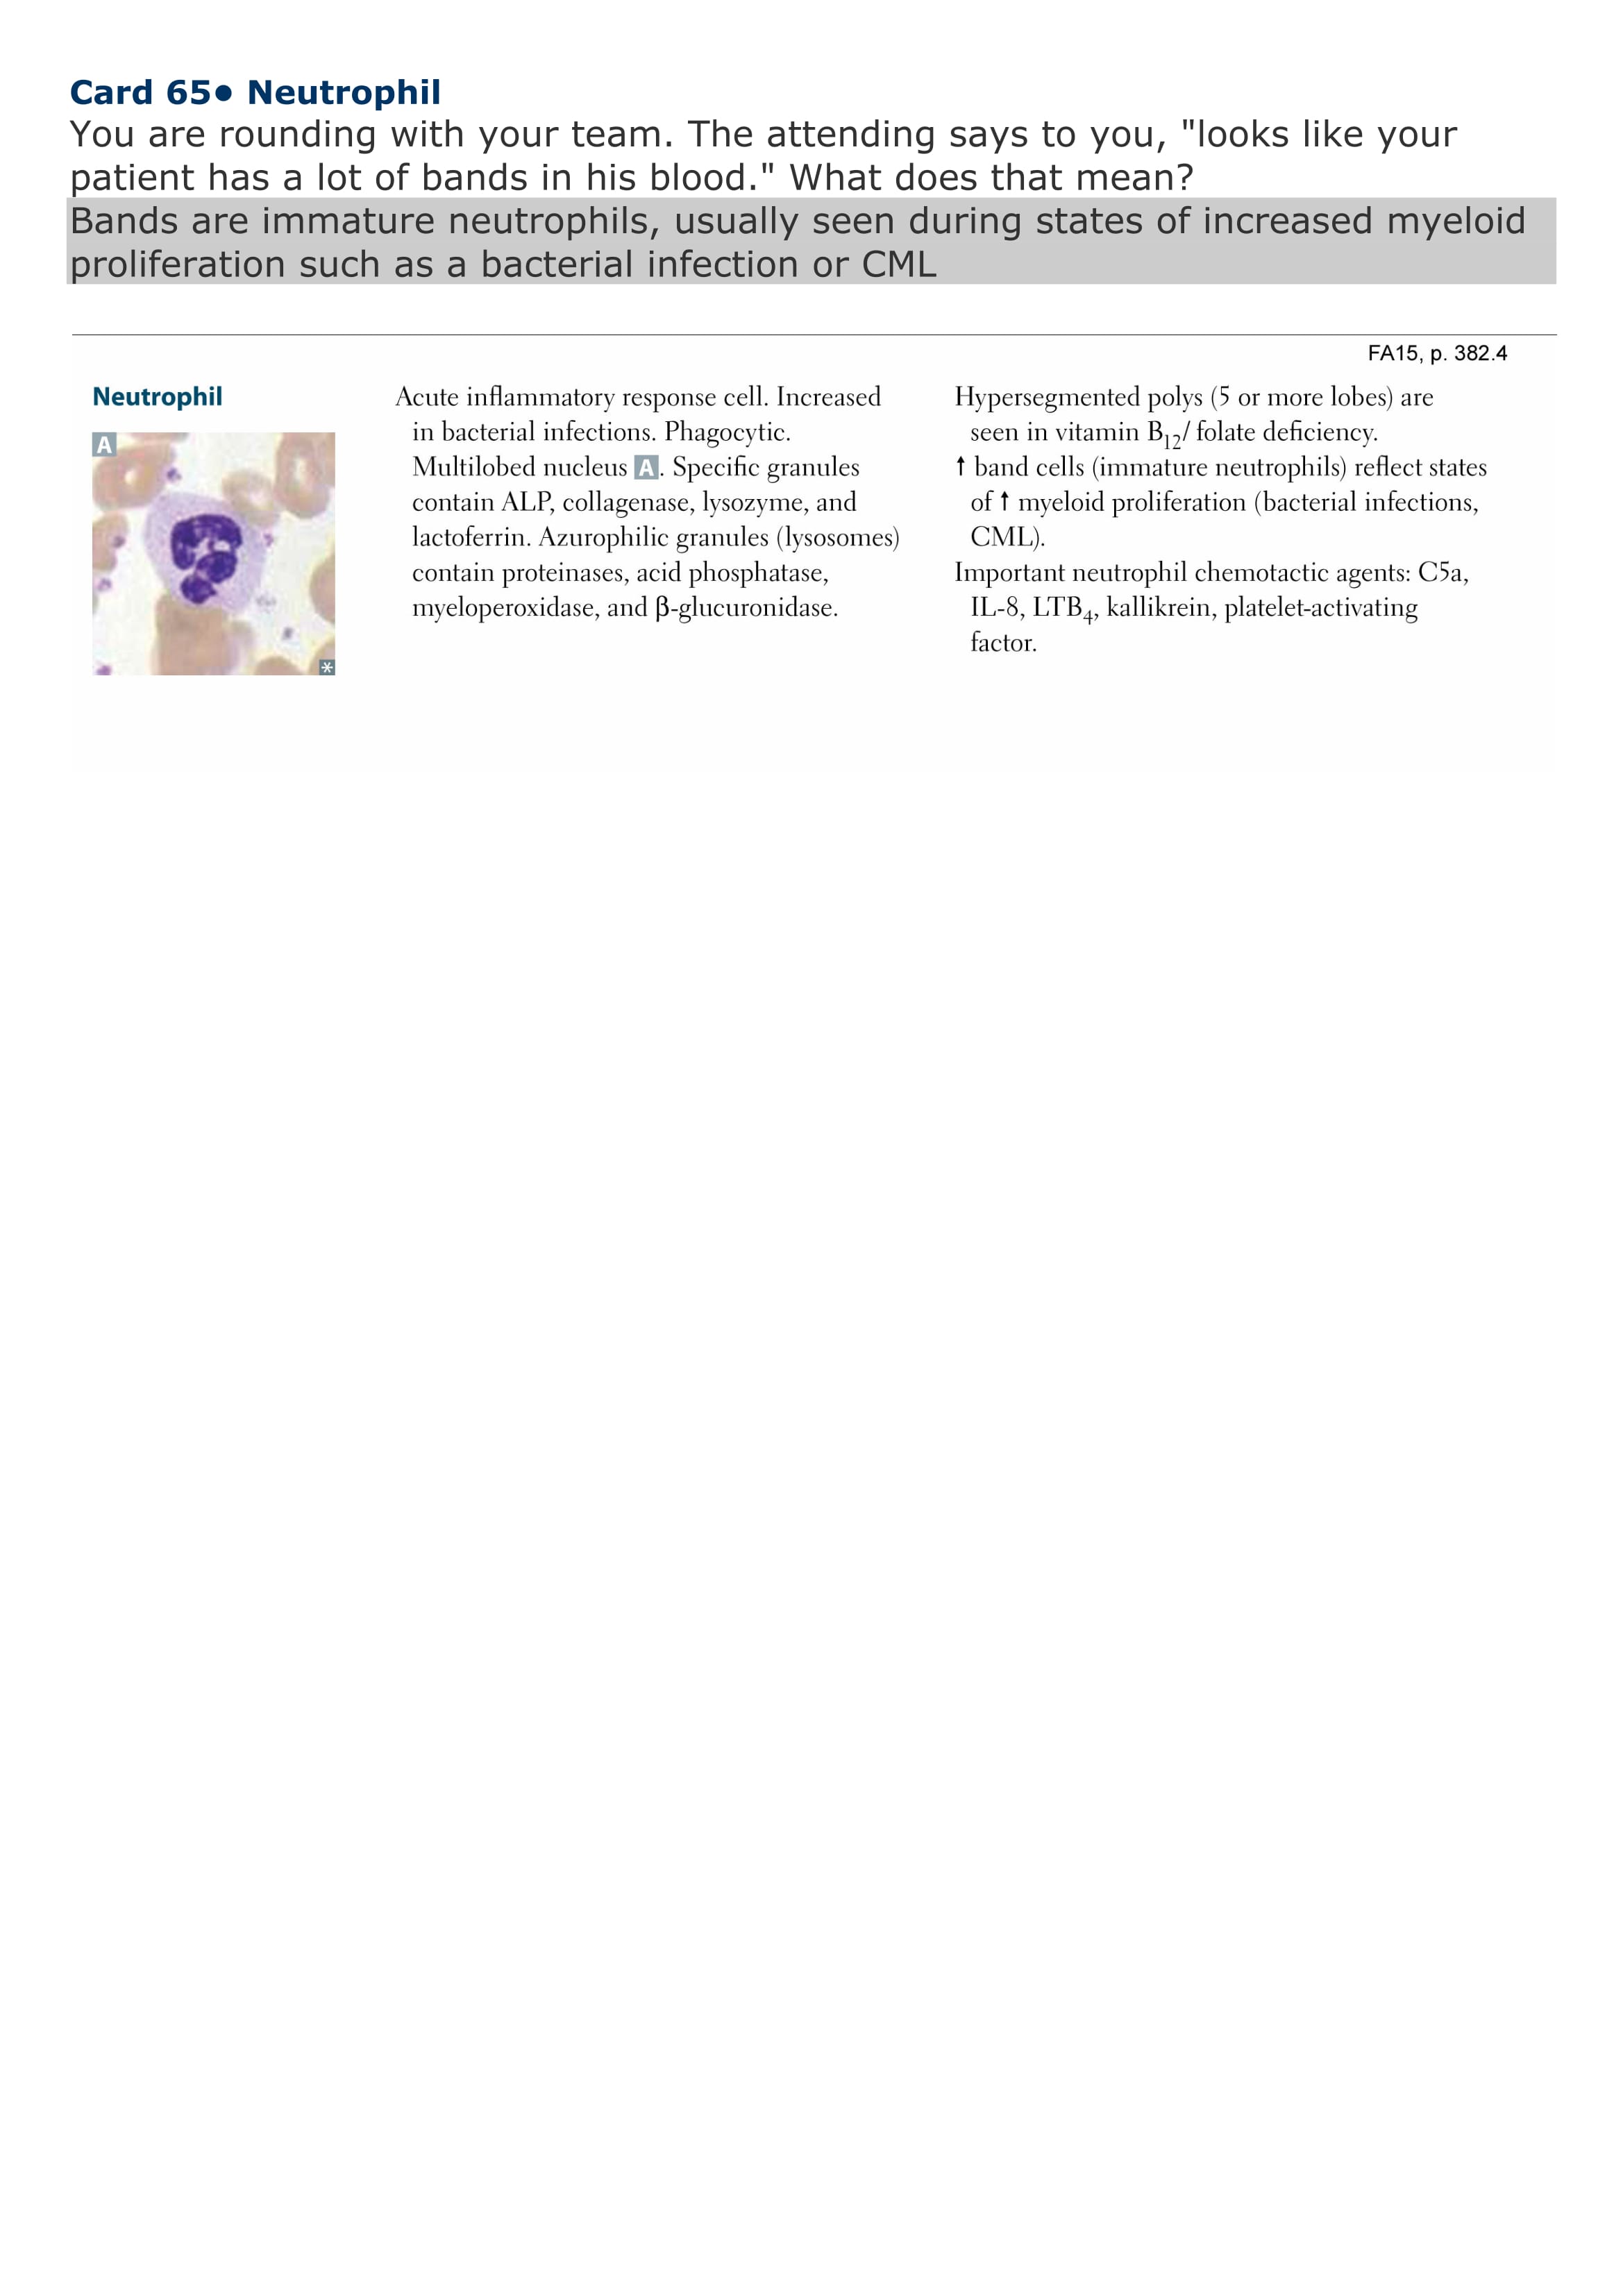 Card 65● Neutrophil
You are rounding with your team. The attending says to you, "looks like your
patient has a lot of bands in his blood." What does that mean?
Bands are immature neutrophils, usually seen during states of increased myeloid
proliferation such as a bacterial infection or CML
FA15, p. 382.4
Neutrophil
A
*
Acute inflammatory response cell. Increased
in bacterial infections. Phagocytic.
Multilobed nucleus A. Specific granules
contain ALP, collagenase, lysozyme, and
lactoferrin. Azurophilic granules (lysosomes)
contain proteinases, acid phosphatase,
myeloperoxidase, and β-glucuronidase.
Hypersegmented polys (5 or more lobes) are
seen in vitamin B₁₂/ folate deficiency.
↑ band cells (immature neutrophils) reflect states
of ↑ myeloid proliferation (bacterial infections,
CML).
Important neutrophil chemotactic agents: C5a,
IL-8, LTB₄, kallikrein, platelet-activating
factor.